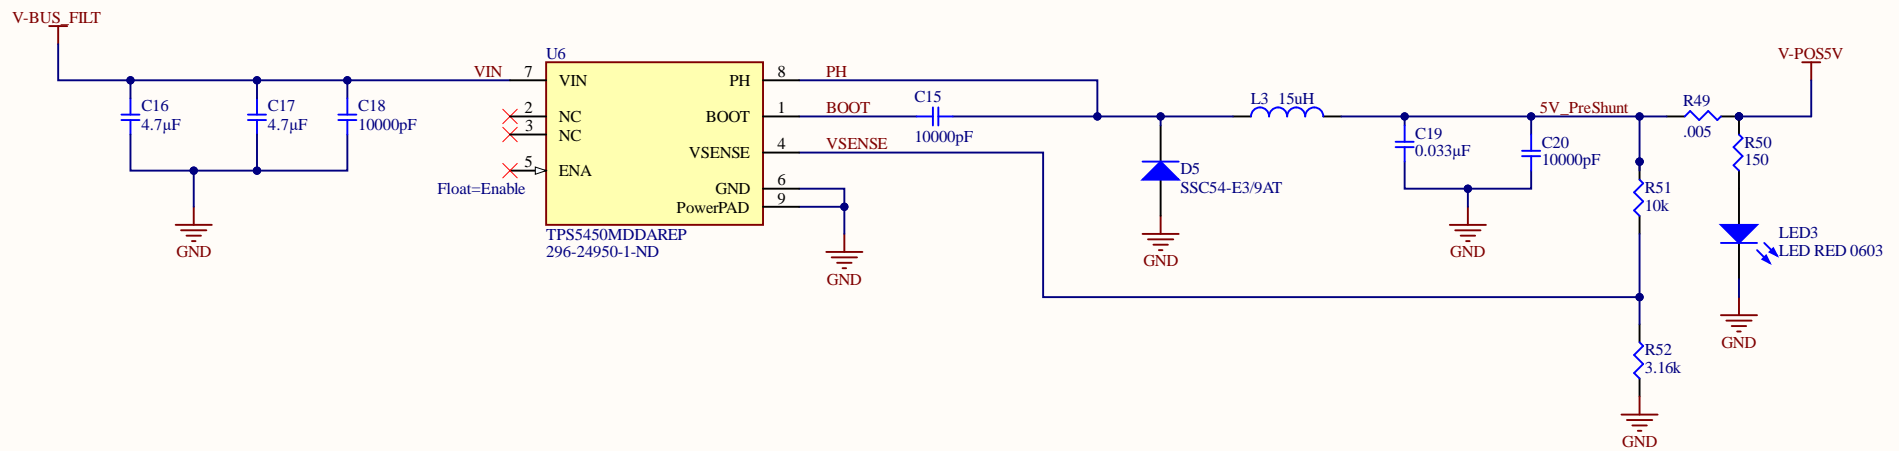 V-BUS_FILT
VIN
7
2
3
5
Float=Enable
C16
4.7µF
C17
4.7µF
C18
10000pF
GND
U6
VIN
NC
NC
ENA
PH
BOOT
VSENSE
GND
PowerPAD
TPS5450MDDAREP
296-24950-1-ND
8
1
4
6
9
PH
BOOT
VSENSE
GND
C15
10000pF
D5
SSC54-E3/9AT
GND
L3 15uH
C19
0.033µF
C20
10000pF
GND
5V_PreShunt
R49
.005
V-POS5V
R50
150
R51
10k
LED3
LED RED 0603
GND
R52
3.16k
GND